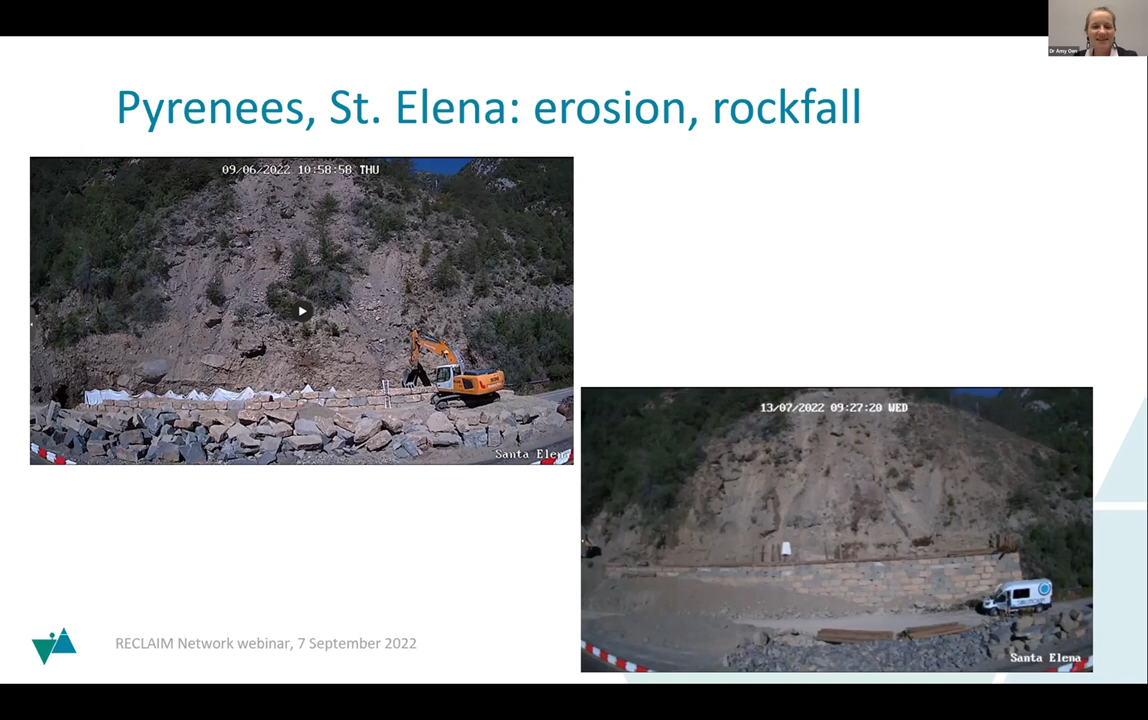 Dr Amy Oen
Pyrenees, St. Elena: erosion, rockfall
09/06/2022 10:58:58 THU
Santa Elena
13/07/2022 09:27:20 WED
Santa Elena
RECLAIM Network webinar, 7 September 2022